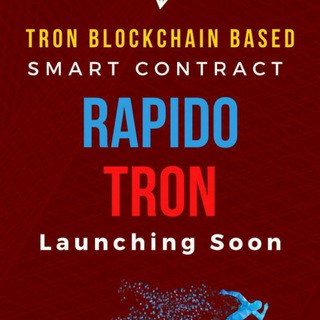 TRON BLOCKCHAIN BASED
SMART CONTRACT
RAPIDO
TRON
Launching Soon